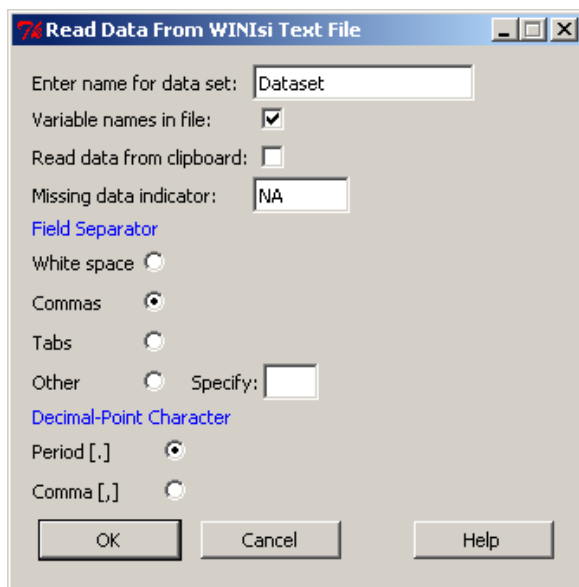 Read Data From WINIsi Text File
Enter name for data set: Dataset
Variable names in file:
Read data from clipboard:
Missing data indicator: NA
Field Separator
White space
Commas
Tabs
Other Specify:
Decimal-Point Character
Period [.]
Comma [,]
OK Cancel Help